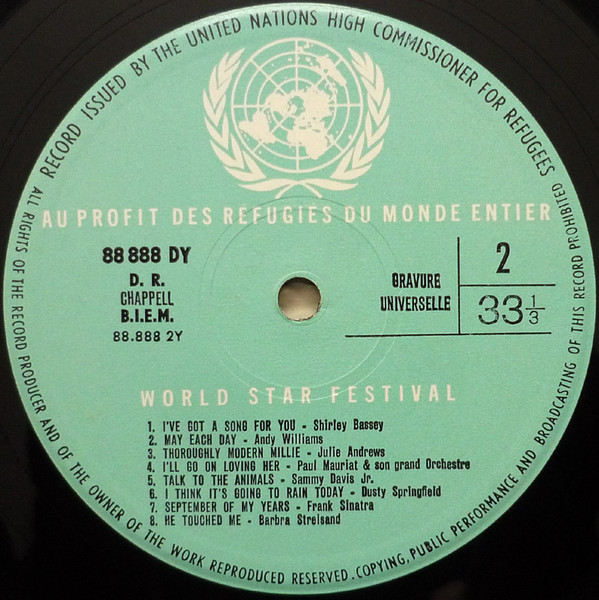 RECORD ISSUED BY THE UNITED NATIONS HIGH COMMISSIONER FOR REFUGEES
ALL RIGHTS OF THE RECORD PRODUCER AND OF THE OWNER OF THE WORK REPRODUCED RESERVED. COPYING, PUBLIC PERFORMANCE AND BROADCASTING OF THIS RECORD PROHIBITED
AU PROFIT DES RÉFUGIÉS DU MONDE ENTIER
88 888 DY
D. R.
CHAPPELL
B.I.E.M.
88.888 2Y
GRAVURE
UNIVERSELLE
2
33 1/3
WORLD STAR FESTIVAL
1. I'VE GOT A SONG FOR YOU - Shirley Bassey
2. MAY EACH DAY - Andy Williams
3. THOROUGHLY MODERN MILLIE - Julie Andrews
4. I'LL GO ON LOVING HER - Paul Mauriat & son grand Orchestre
5. TALK TO THE ANIMALS - Sammy Davis Jr.
6. I THINK IT'S GOING TO RAIN TODAY - Dusty Springfield
7. SEPTEMBER OF MY YEARS - Frank Sinatra
8. HE TOUCHED ME - Barbra Streisand